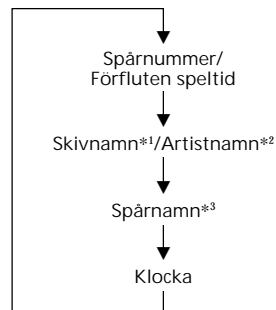 Spårnummer/
Förfluten speltid
Skivnamn*1/Artistnamn*2
Spårnamn*3
Klocka